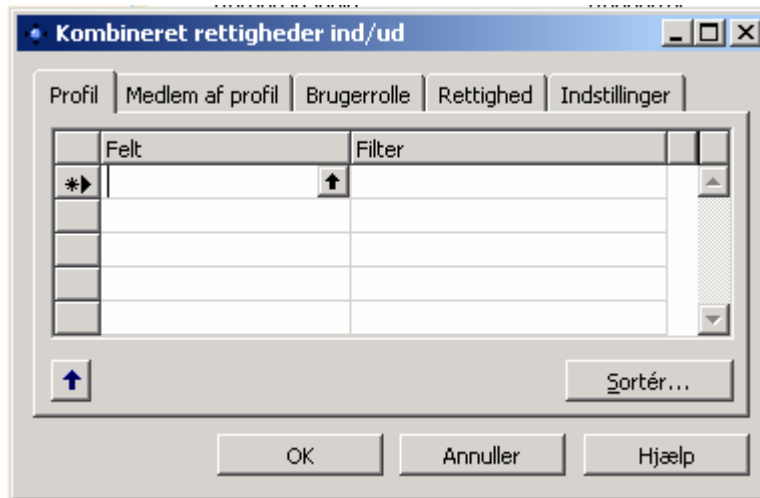 Kombineret rettigheder ind/ud
Profil Medlem af profil Brugerrolle Rettighed Indstillinger
Felt Filter
Sortér...
OK Annuller Hjælp